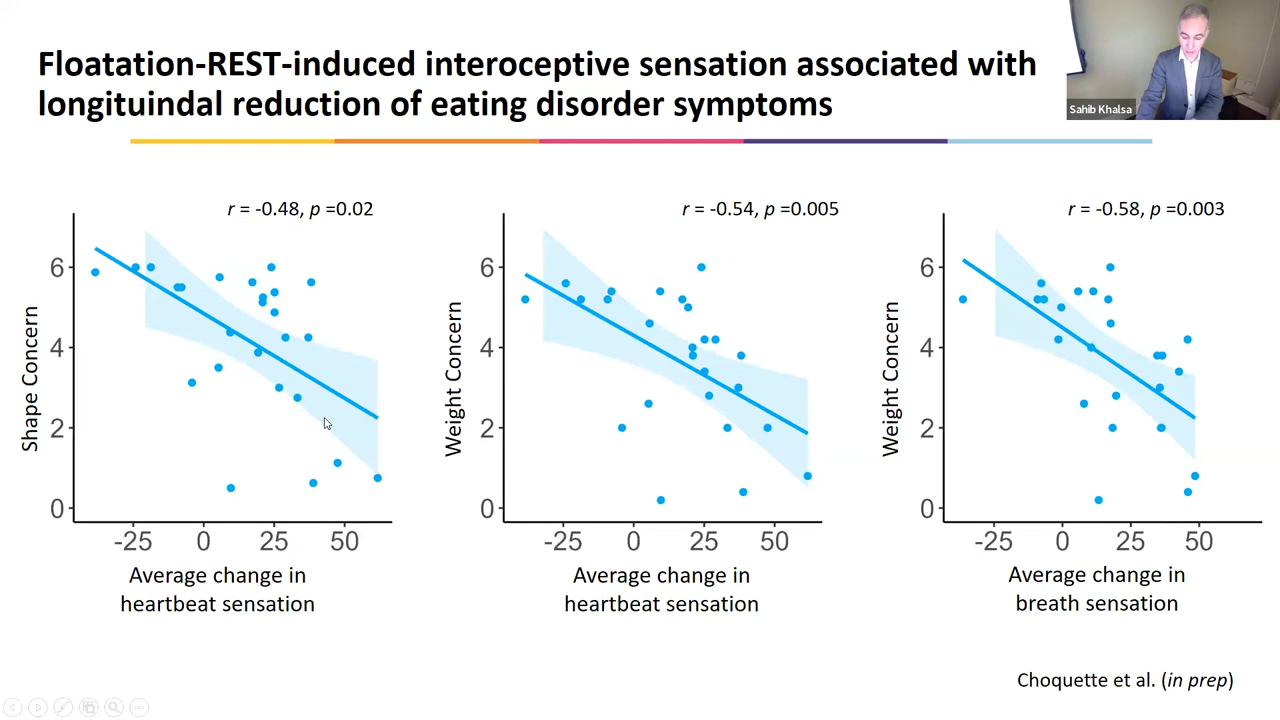 Floatation-REST-induced interoceptive sensation associated with
longituindal reduction of eating disorder symptoms
Sahib Khalsa
r = -0.48, p =0.02
Shape Concern
6
4
2
0
-25 0 25 50
Average change in
heartbeat sensation
r = -0.54, p =0.005
Weight Concern
6
4
2
0
-25 0 25 50
Average change in
heartbeat sensation
r = -0.58, p =0.003
Weight Concern
6
4
2
0
-25 0 25 50
Average change in
breath sensation
Choquette et al. (in prep)